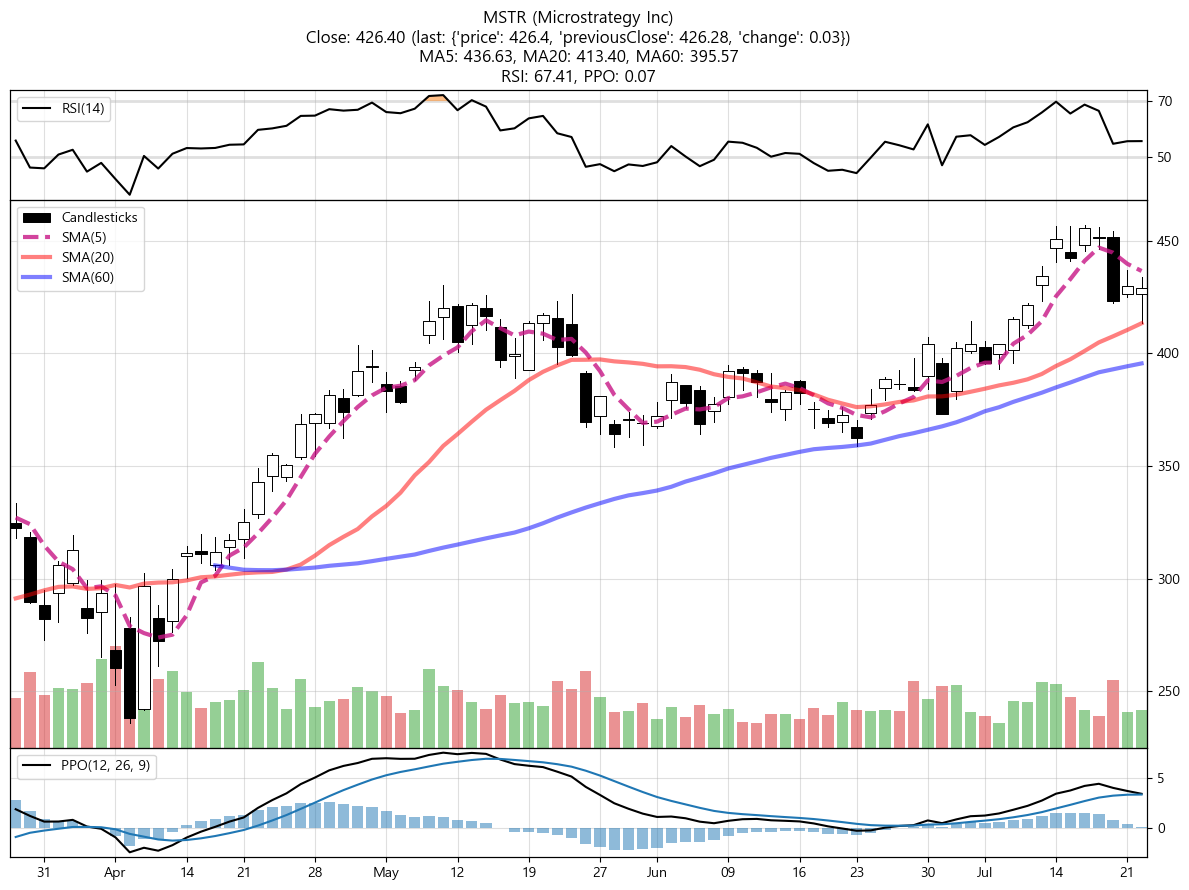 MSTR (Microstrategy Inc)
Close: 426.40 (last: {'price': 426.4, 'previousClose': 426.28, 'change': 0.03})
MA5: 436.63, MA20: 413.40, MA60: 395.57
RSI: 67.41, PPO: 0.07
RSI(14)
70
50
Candlesticks
SMA(5)
SMA(20)
SMA(60)
450
400
350
300
250
PPO(12, 26, 9)
5
0
31 Apr 14 21 28 May 12 19 27 Jun 09 16 23 30 Jul 14 21